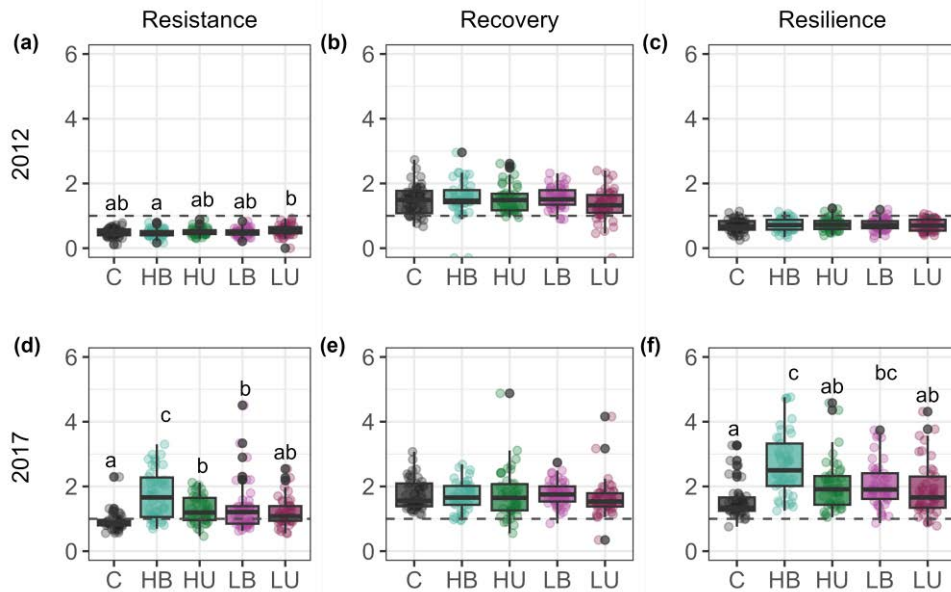 Resistance Recovery Resilience
(a) (b) (c)
2012
6 6 6
4 4 4
2 2 2
ab a ab ab b
0 0 0
C HB HU LB LU C HB HU LB LU C HB HU LB LU
(d) (e) (f)
2017
6 6 6
4 4 4
2 2 2
a c b b ab a c ab bc ab
0 0 0
C HB HU LB LU C HB HU LB LU C HB HU LB LU